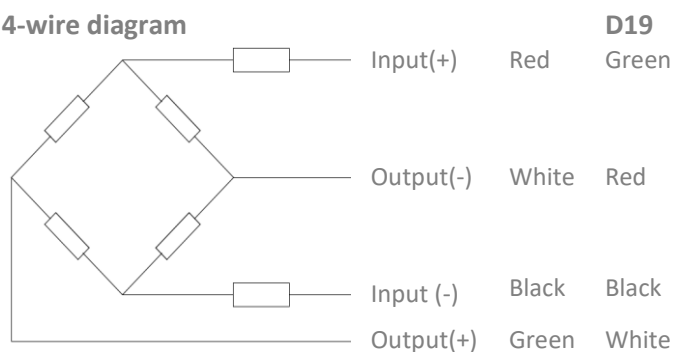 4-wire diagram D19
Input(+) Red Green
Output(-) White Red
Input (-) Black Black
Output(+) Green White